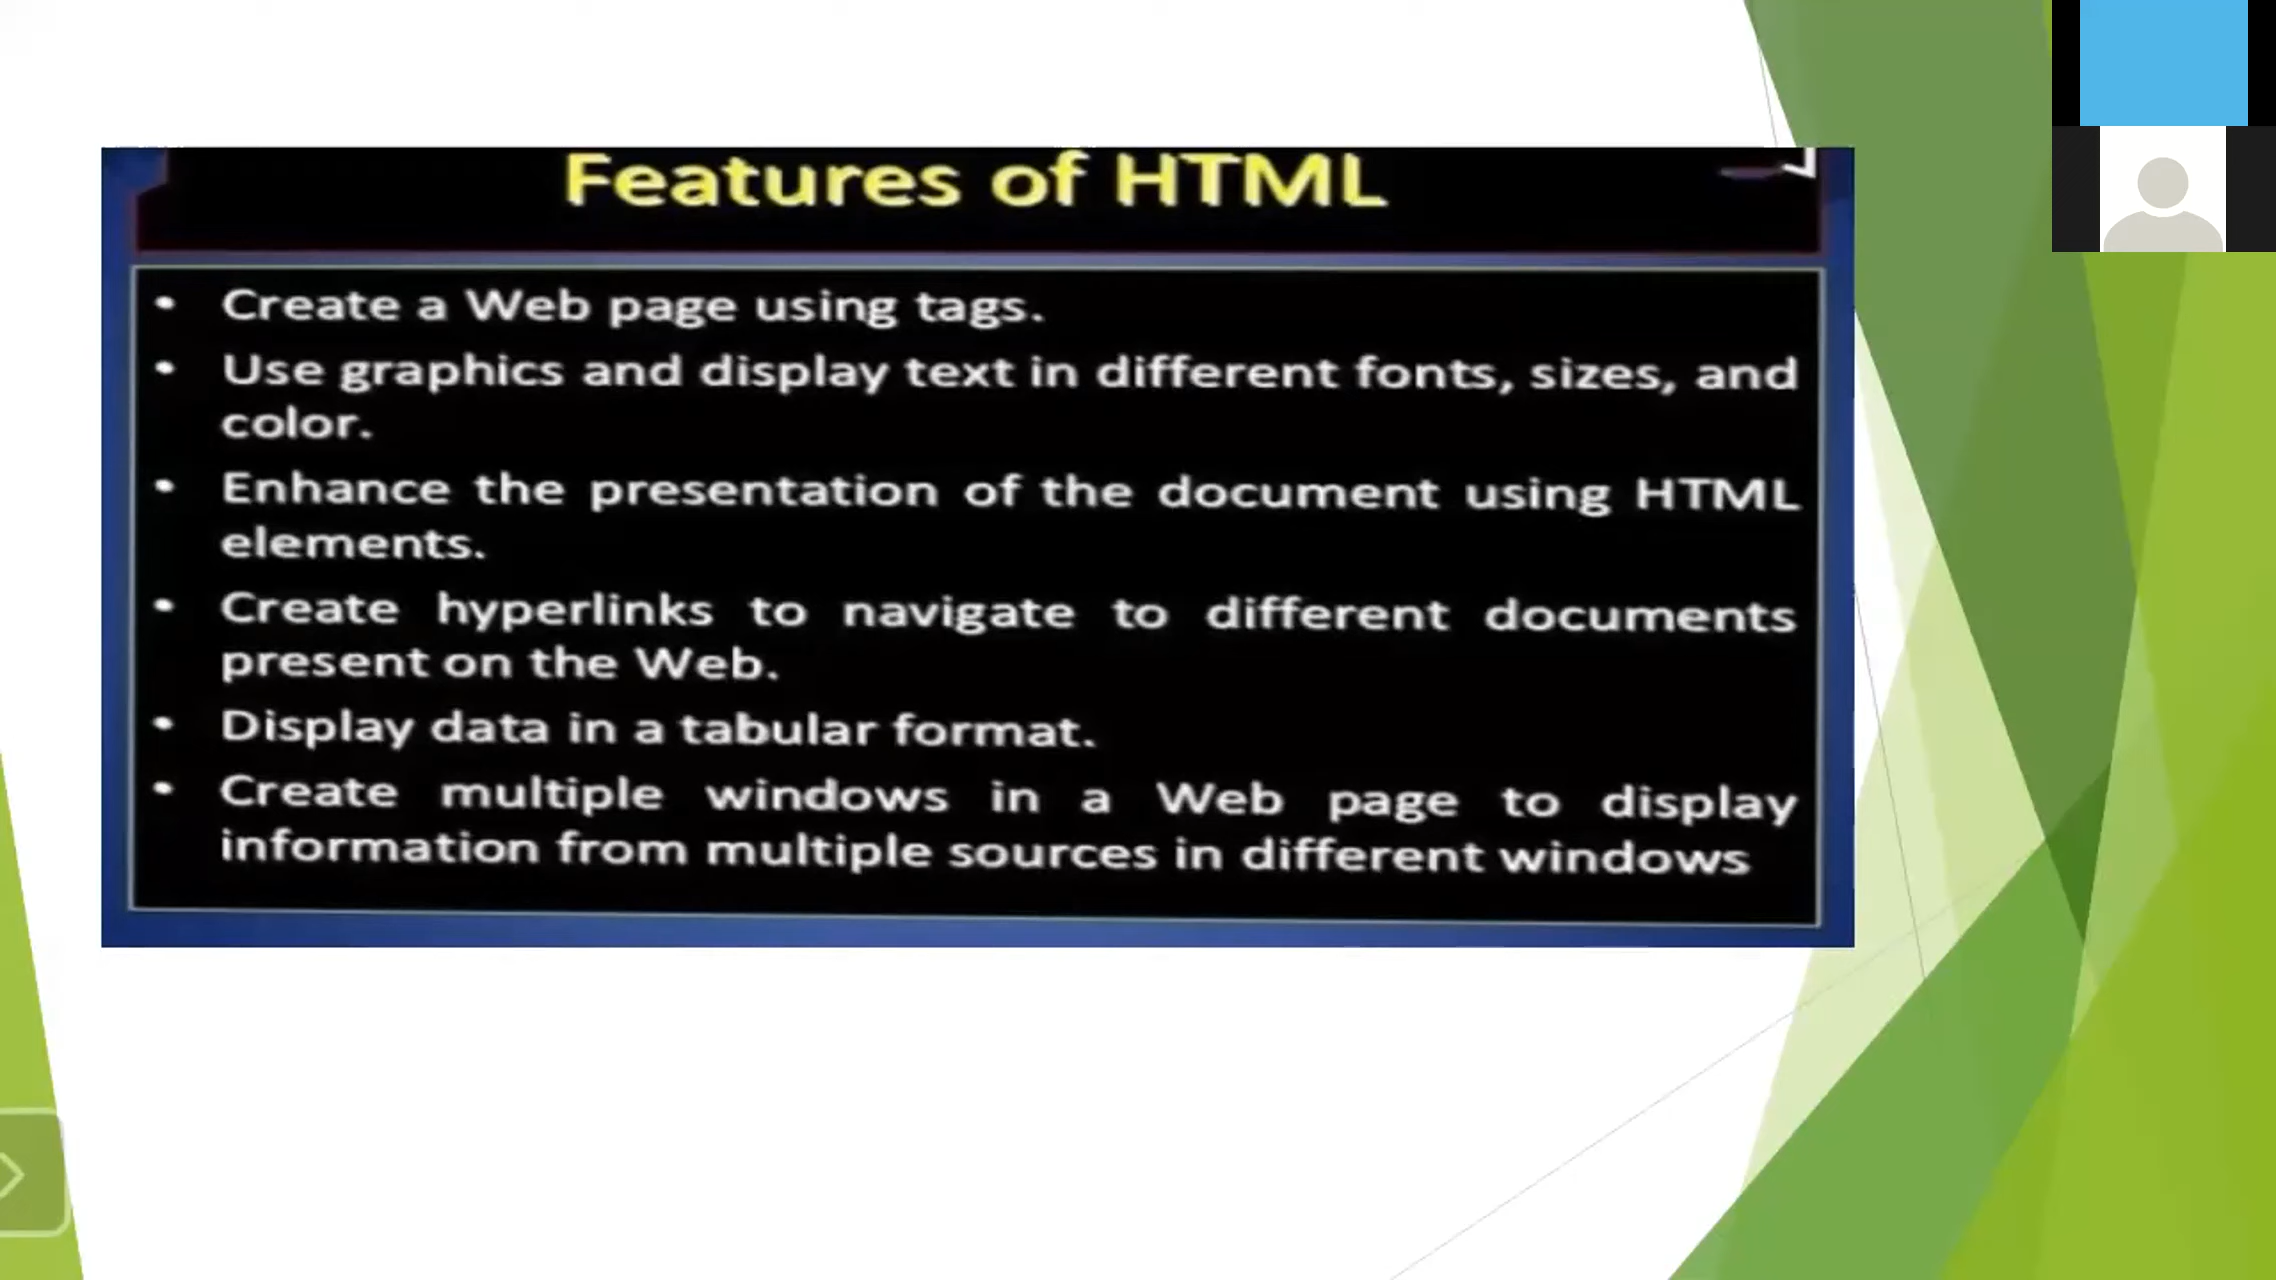 Features of HTML
• Create a Web page using tags.
• Use graphics and display text in different fonts, sizes, and
color.
• Enhance the presentation of the document using HTML
elements.
• Create hyperlinks to navigate to different documents
present on the Web.
• Display data in a tabular format.
• Create multiple windows in a Web page to display
information from multiple sources in different windows